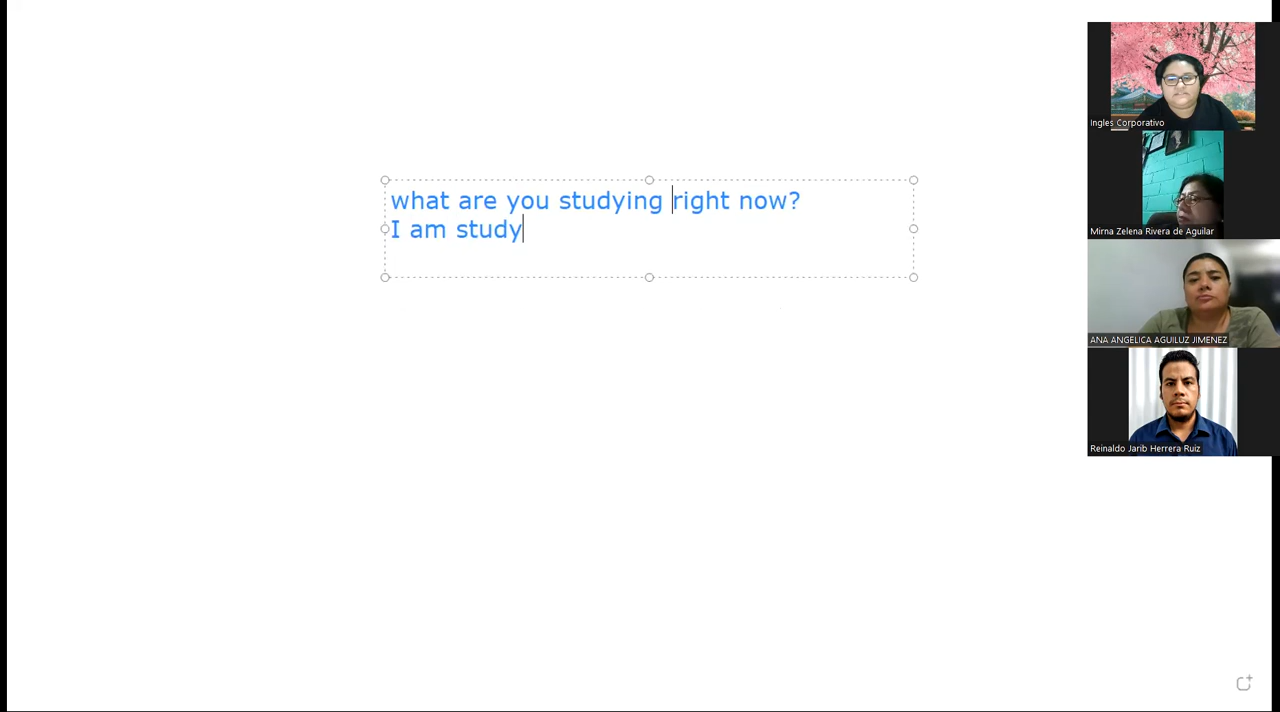 what are you studying right now?
I am study
Ingles Corporativo
Mirna Zelena Rivera de Aguilar
ANA ANGELICA AGUILUZ JIMENEZ
Reinaldo Jarib Herrera Ruiz